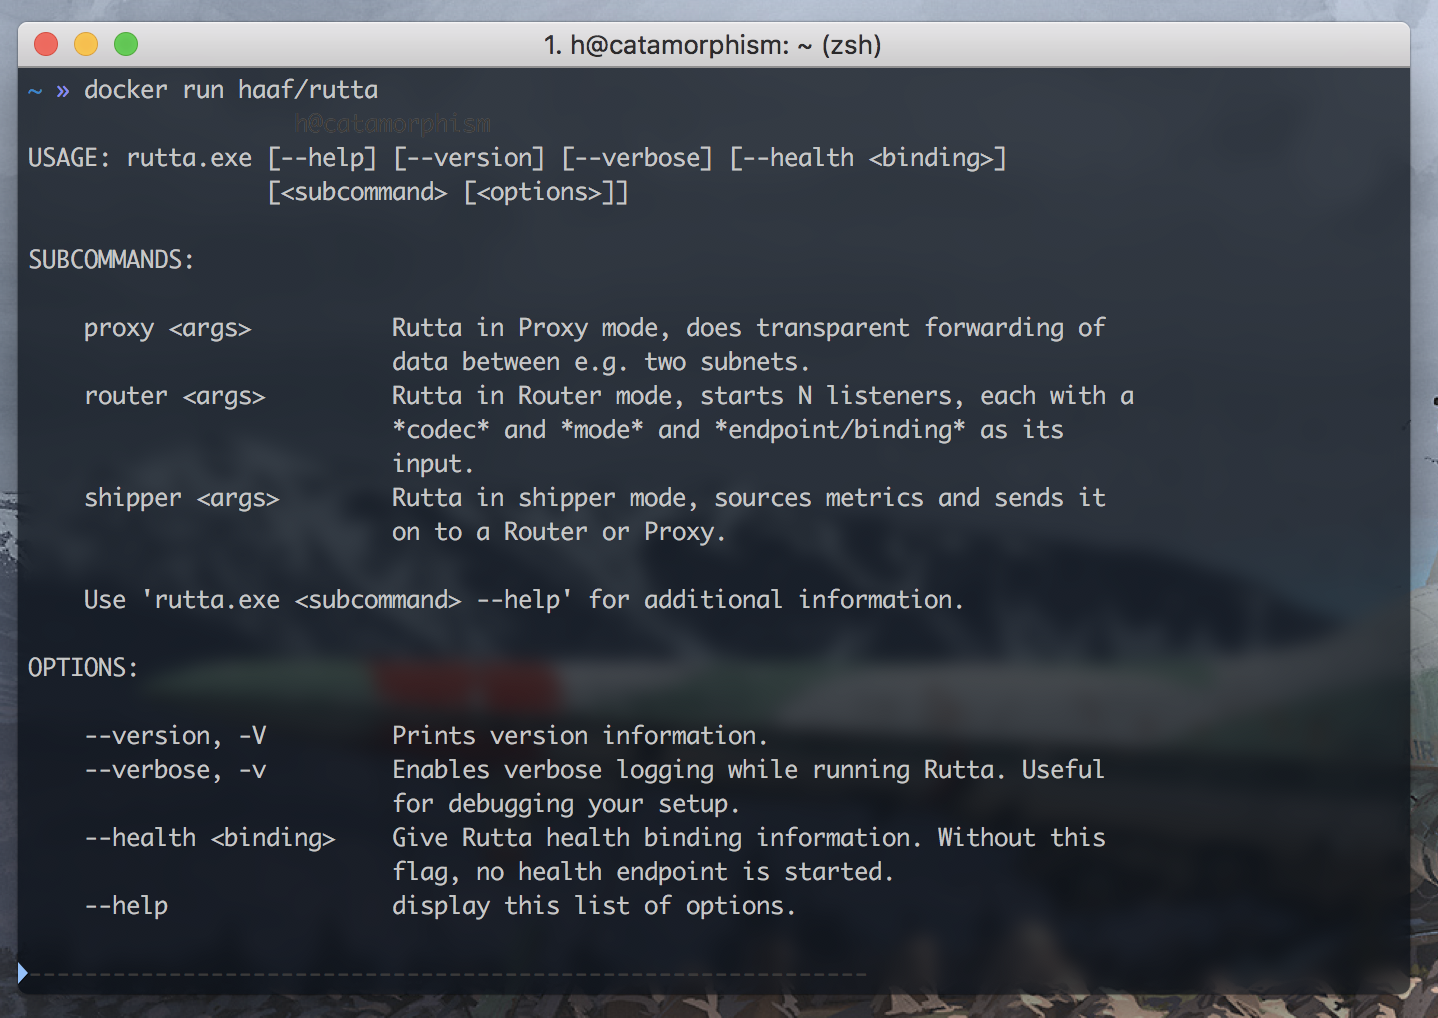 1. h@catamorphism: ~ (zsh)
~ » docker run haaf/rutta
h@catamorphism
USAGE: rutta.exe [--help] [--version] [--verbose] [--health <binding>]
[<subcommand> [<options>]]
SUBCOMMANDS:
proxy <args> Rutta in Proxy mode, does transparent forwarding of
data between e.g. two subnets.
router <args> Rutta in Router mode, starts N listeners, each with a
*codec* and *mode* and *endpoint/binding* as its
input.
shipper <args> Rutta in shipper mode, sources metrics and sends it
on to a Router or Proxy.
Use 'rutta.exe <subcommand> --help' for additional information.
OPTIONS:
--version, -V Prints version information.
--verbose, -v Enables verbose logging while running Rutta. Useful
for debugging your setup.
--health <binding> Give Rutta health binding information. Without this
flag, no health endpoint is started.
--help display this list of options.
------------------------------------------------------------